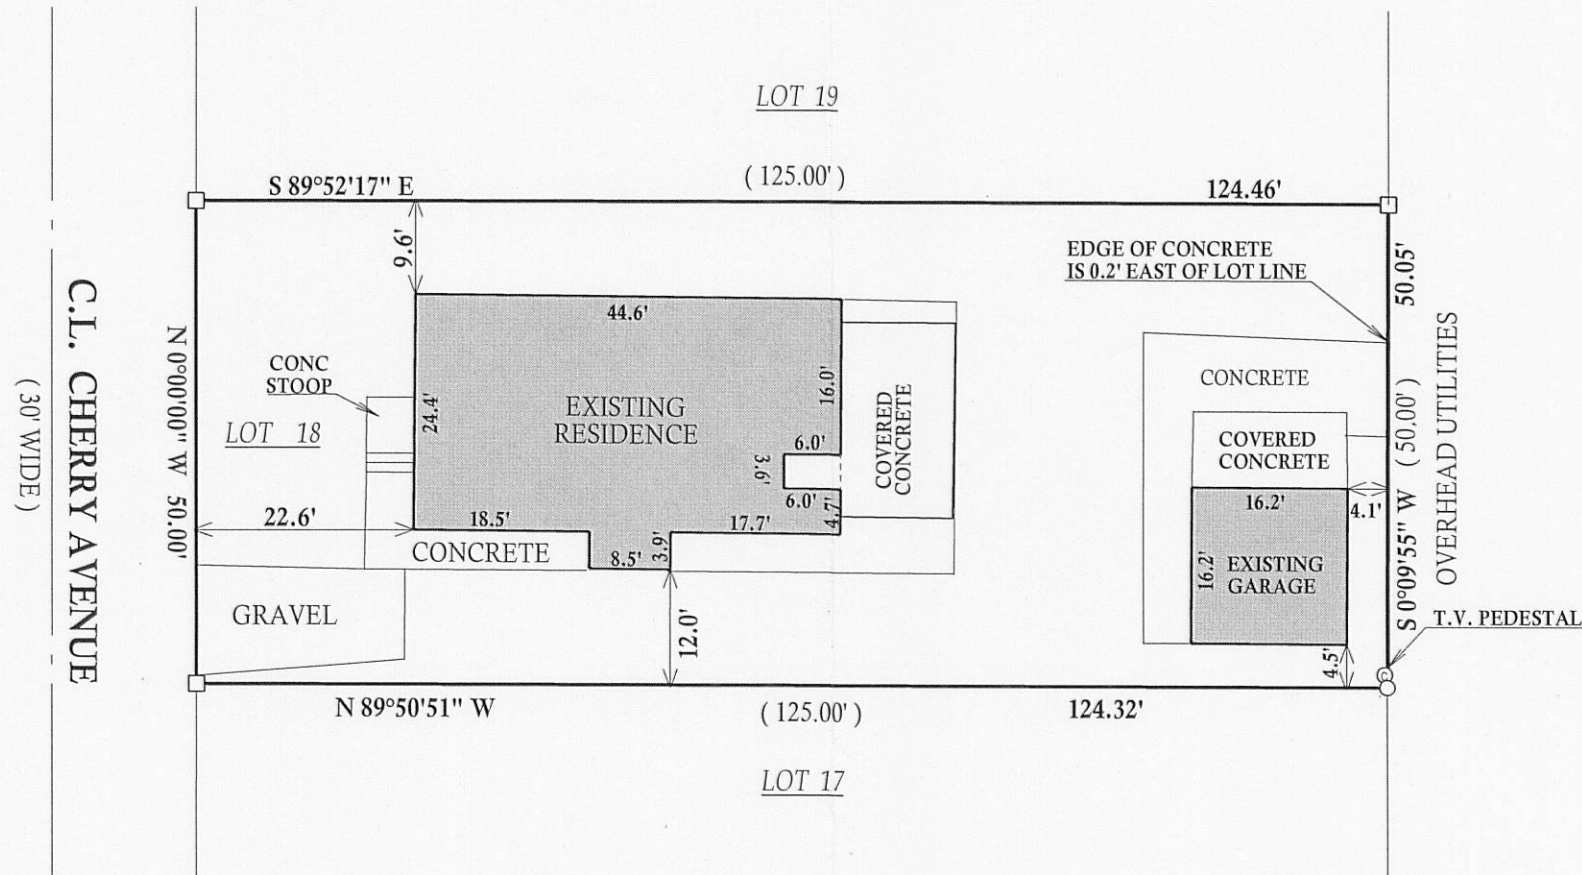 LOT 19
( 125.00' )
S 89°52'17" E
124.46'
9.6'
EDGE OF CONCRETE
IS 0.2' EAST OF LOT LINE
50.05'
44.6'
CONC
STOOP
LOT 18
24.4'
EXISTING
RESIDENCE
16.0'
6.0'
3.6'
6.0'
4.7'
COVERED
CONCRETE
CONCRETE
COVERED
CONCRETE
16.2'
4.1'
16.2'
EXISTING
GARAGE
4.5'
( 50.00' )
S 0°09'55" W
OVERHEAD UTILITIES
T.V. PEDESTAL
N 0°00'00" W 50.00'
C.L. CHERRY AVENUE
( 30' WIDE )
22.6'
18.5'
17.7'
CONCRETE
8.5'
3.9'
GRAVEL
12.0'
N 89°50'51" W
( 125.00' )
124.32'
LOT 17